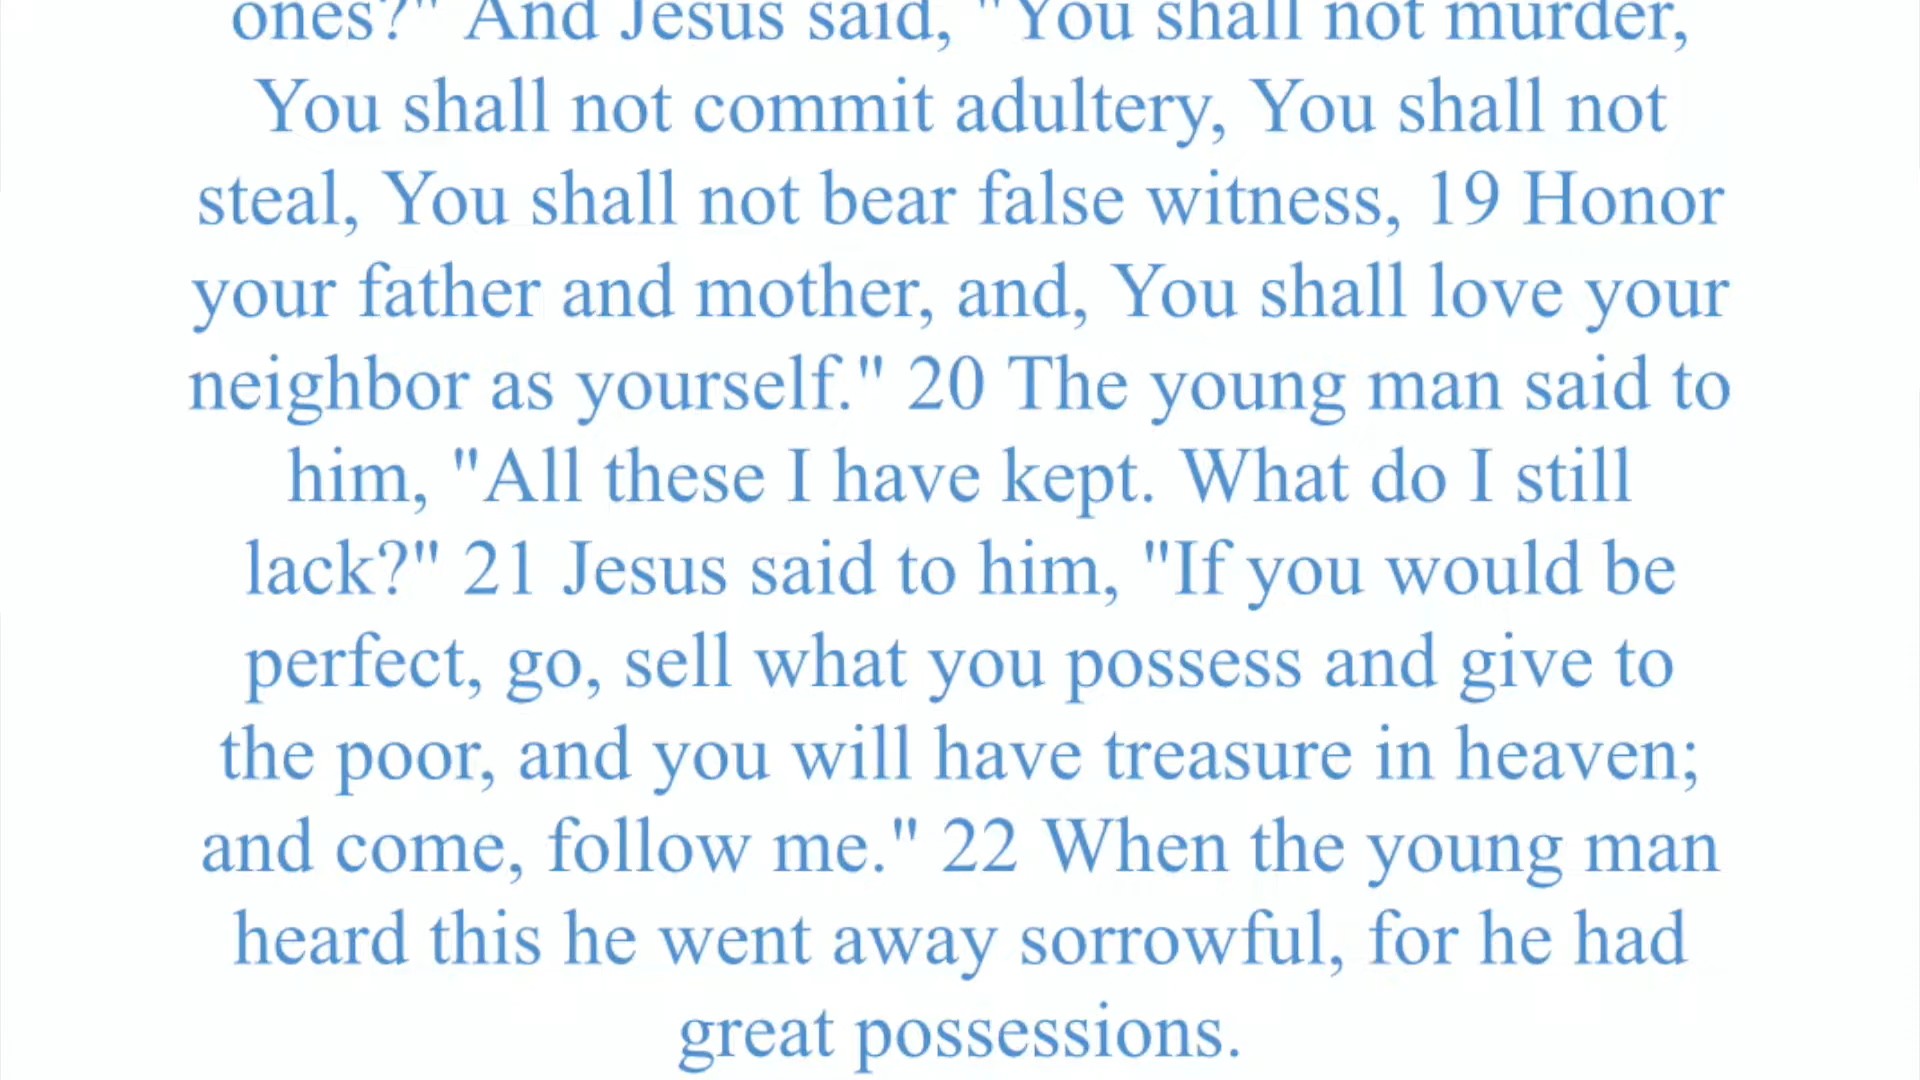 ones?" And Jesus said, "You shall not murder,
You shall not commit adultery, You shall not
steal, You shall not bear false witness, 19 Honor
your father and mother, and, You shall love your
neighbor as yourself." 20 The young man said to
him, "All these I have kept. What do I still
lack?" 21 Jesus said to him, "If you would be
perfect, go, sell what you possess and give to
the poor, and you will have treasure in heaven;
and come, follow me." 22 When the young man
heard this he went away sorrowful, for he had
great possessions.